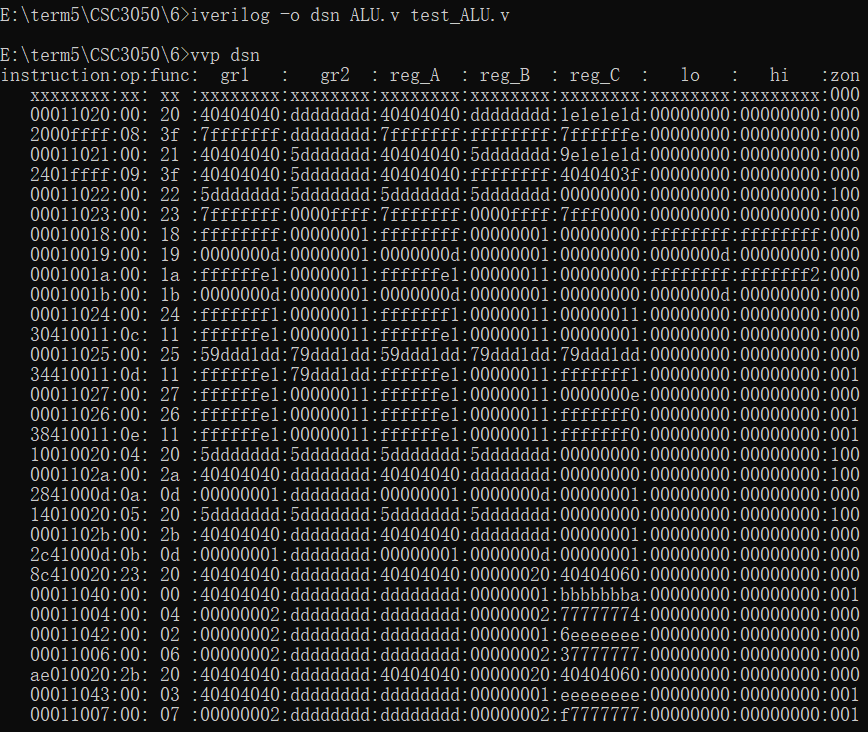 E:\term5\CSC3050\6>iverilog -o dsn ALU.v test_ALU.v
E:\term5\CSC3050\6>vvp dsn
instruction:op:func:  gr1   :   gr2  : reg_A  : reg_B  : reg_C  :   lo   :   hi   :zon
xxxxxxxx:xx: xx :xxxxxxxx:xxxxxxxx:xxxxxxxx:xxxxxxxx:xxxxxxxx:xxxxxxxx:xxxxxxxx:000
00011020:00: 20 :40404040:dddddddd:40404040:dddddddd:1e1e1e1d:00000000:00000000:000
2000ffff:08: 3f :7fffffff:dddddddd:7fffffff:ffffffff:7ffffffe:00000000:00000000:000
00011021:00: 21 :40404040:5ddddddd:40404040:5ddddddd:9e1e1e1d:00000000:00000000:000
2401ffff:09: 3f :40404040:5ddddddd:40404040:ffffffff:4040403f:00000000:00000000:000
00011022:00: 22 :5ddddddd:5ddddddd:5ddddddd:5ddddddd:00000000:00000000:00000000:100
00011023:00: 23 :7fffffff:0000ffff:7fffffff:0000ffff:7fff0000:00000000:00000000:000
00010018:00: 18 :ffffffff:00000001:ffffffff:00000001:00000000:ffffffff:ffffffff:000
00010019:00: 19 :0000000d:00000001:0000000d:00000001:00000000:0000000d:00000000:000
0001001a:00: 1a :ffffffe1:00000011:ffffffe1:00000011:00000000:ffffffff:fffffff2:000
0001001b:00: 1b :0000000d:00000001:0000000d:00000001:00000000:0000000d:00000000:000
00011024:00: 24 :fffffff1:00000011:fffffff1:00000011:00000011:00000000:00000000:000
30410011:0c: 11 :ffffffe1:00000011:ffffffe1:00000011:00000001:00000000:00000000:000
00011025:00: 25 :59ddd1dd:79ddd1dd:59ddd1dd:79ddd1dd:79ddd1dd:00000000:00000000:000
34410011:0d: 11 :ffffffe1:79ddd1dd:ffffffe1:00000011:fffffff1:00000000:00000000:001
00011027:00: 27 :ffffffe1:00000011:ffffffe1:00000011:0000000e:00000000:00000000:000
00011026:00: 26 :ffffffe1:00000011:ffffffe1:00000011:fffffff0:00000000:00000000:001
38410011:0e: 11 :ffffffe1:00000011:ffffffe1:00000011:fffffff0:00000000:00000000:001
10010020:04: 20 :5ddddddd:5ddddddd:5ddddddd:5ddddddd:00000000:00000000:00000000:100
0001102a:00: 2a :40404040:dddddddd:40404040:dddddddd:00000000:00000000:00000000:100
2841000d:0a: 0d :00000001:dddddddd:00000001:0000000d:00000001:00000000:00000000:000
14010020:05: 20 :5ddddddd:5ddddddd:5ddddddd:5ddddddd:00000000:00000000:00000000:100
0001102b:00: 2b :40404040:dddddddd:40404040:dddddddd:00000001:00000000:00000000:000
2c41000d:0b: 0d :00000001:dddddddd:00000001:0000000d:00000001:00000000:00000000:000
8c410020:23: 20 :40404040:dddddddd:40404040:00000020:40404060:00000000:00000000:000
00011040:00: 00 :40404040:dddddddd:dddddddd:00000001:bbbbbbba:00000000:00000000:001
00011004:00: 04 :00000002:dddddddd:dddddddd:00000002:77777774:00000000:00000000:000
00011042:00: 02 :00000002:dddddddd:dddddddd:00000001:6eeeeeee:00000000:00000000:000
00011006:00: 06 :00000002:dddddddd:dddddddd:00000002:37777777:00000000:00000000:000
ae010020:2b: 20 :40404040:dddddddd:40404040:00000020:40404060:00000000:00000000:000
00011043:00: 03 :40404040:dddddddd:dddddddd:00000001:eeeeeeee:00000000:00000000:001
00011007:00: 07 :00000002:dddddddd:dddddddd:00000002:f7777777:00000000:00000000:001